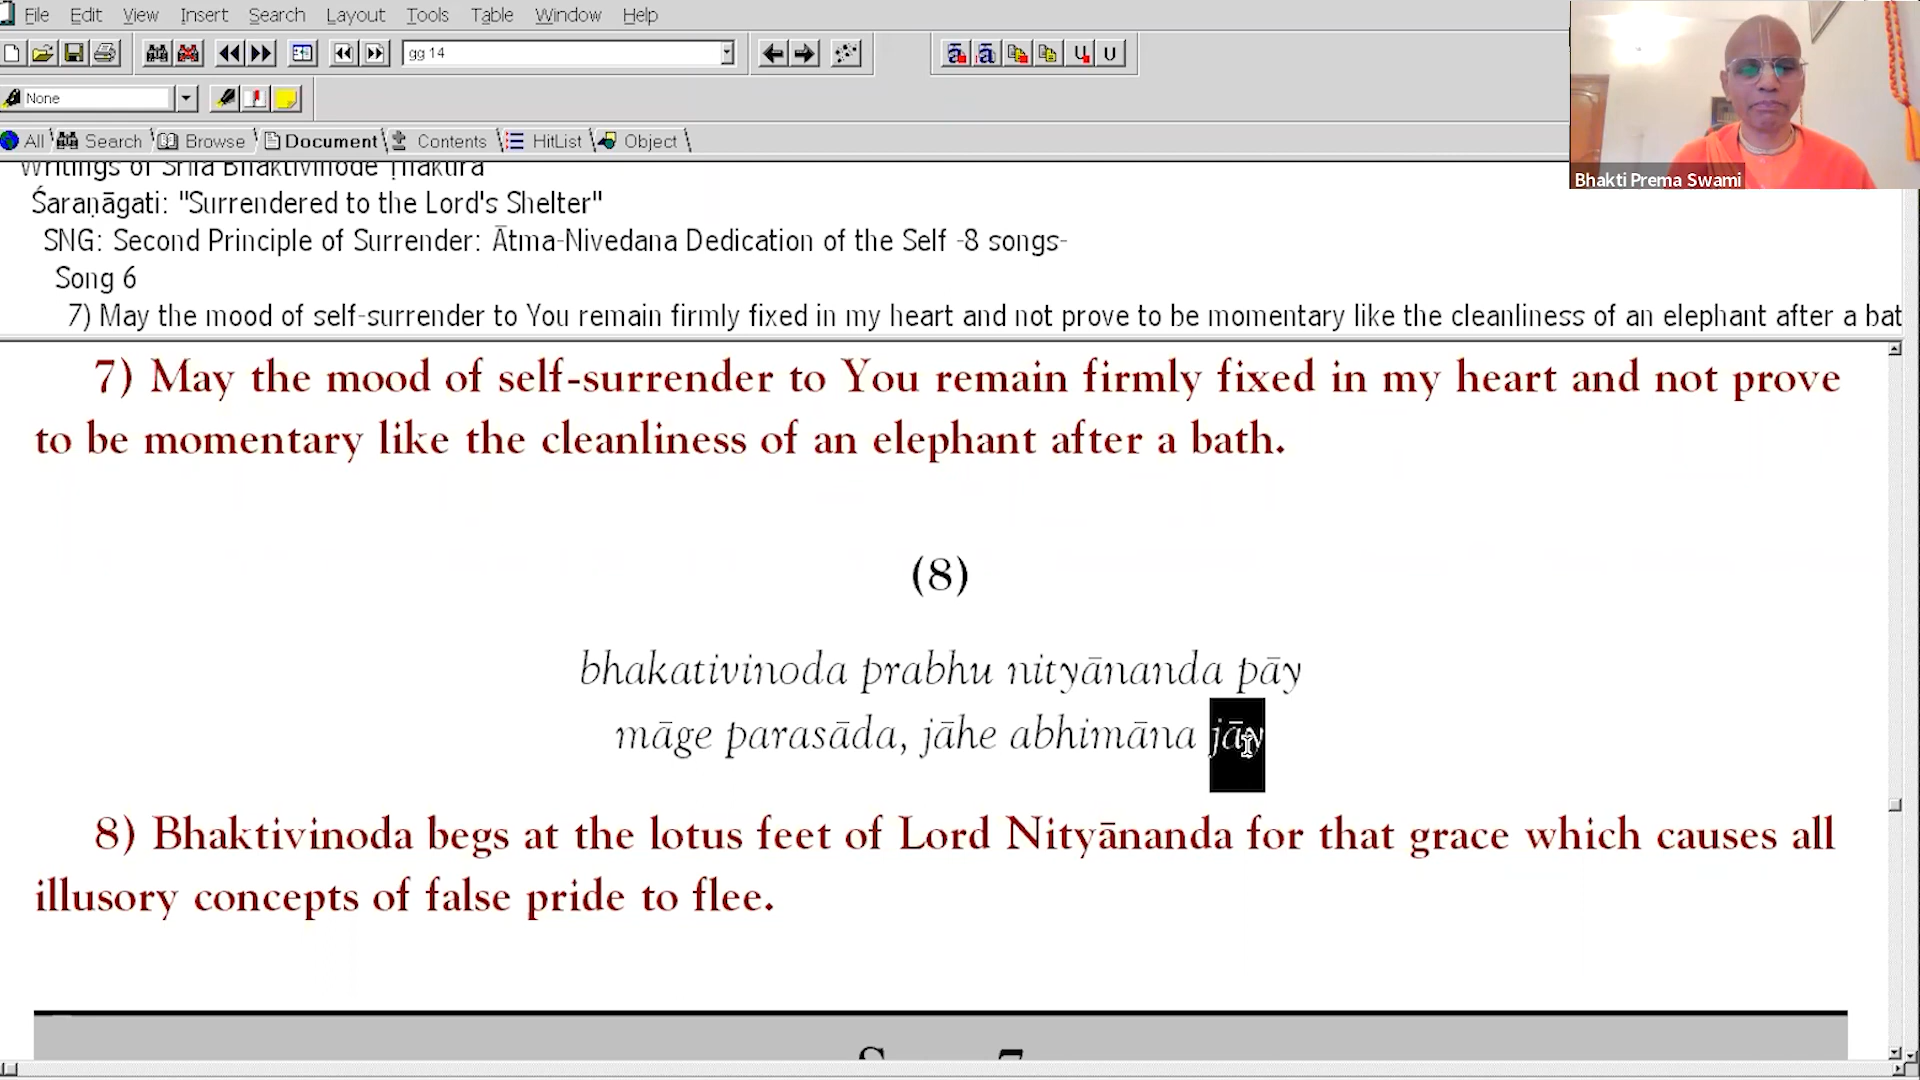 File Edit View Insert Search Layout Tools Table Window Help
gg 14
None
All Search Browse Document Contents HitList Object
Writings of Srila Bhaktivinode Ṭhakura
Śaraṇāgati: "Surrendered to the Lord's Shelter"
SNG: Second Principle of Surrender: Ātma-Nivedana Dedication of the Self -8 songs-
Song 6
7) May the mood of self-surrender to You remain firmly fixed in my heart and not prove to be momentary like the cleanliness of an elephant after a bat
Bhakti Prema Swami
7) May the mood of self-surrender to You remain firmly fixed in my heart and not prove
to be momentary like the cleanliness of an elephant after a bath.
(8)
bhakativinoda prabhu nityānanda pāy
māge parasāda, jāhe abhimāna jāy
8) Bhaktivinoda begs at the lotus feet of Lord Nityānanda for that grace which causes all
illusory concepts of false pride to flee.